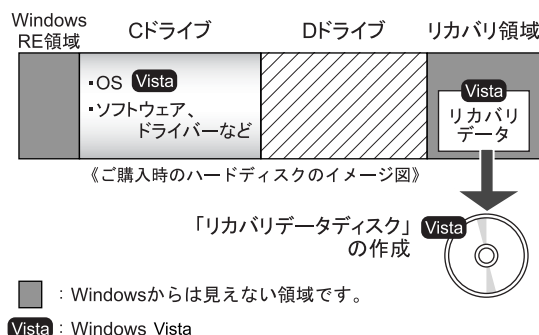 Windows
RE領域
Cドライブ
Dドライブ
リカバリ領域
・OS Vista
・ソフトウェア、
ドライバーなど
Vista
リカバリ
データ
《ご購入時のハードディスクのイメージ図》
「リカバリデータディスク」
の作成
Vista
：Windowsからは見えない領域です。
Vista：Windows Vista